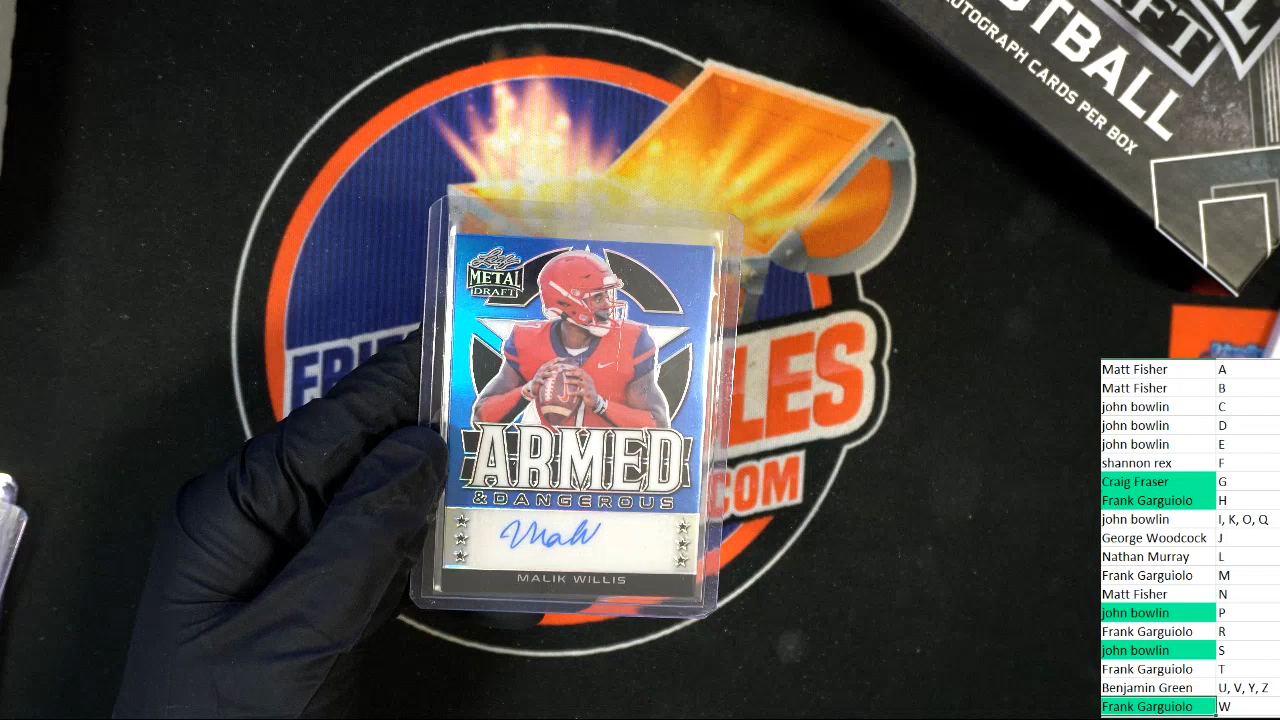 FOOTBALL
AUTOGRAPH CARDS PER BOX
Leaf
METAL
DRAFT
ARMED
& DANGEROUS
MALIK WILLIS
.COM
Matt Fisher A
Matt Fisher B
john bowlin C
john bowlin D
john bowlin E
shannon rex F
Craig Fraser G
Frank Garguiolo H
john bowlin I, K, O, Q
George Woodcock J
Nathan Murray L
Frank Garguiolo M
Matt Fisher N
john bowlin P
Frank Garguiolo R
john bowlin S
Frank Garguiolo T
Benjamin Green U, V, Y, Z
Frank Garguiolo W